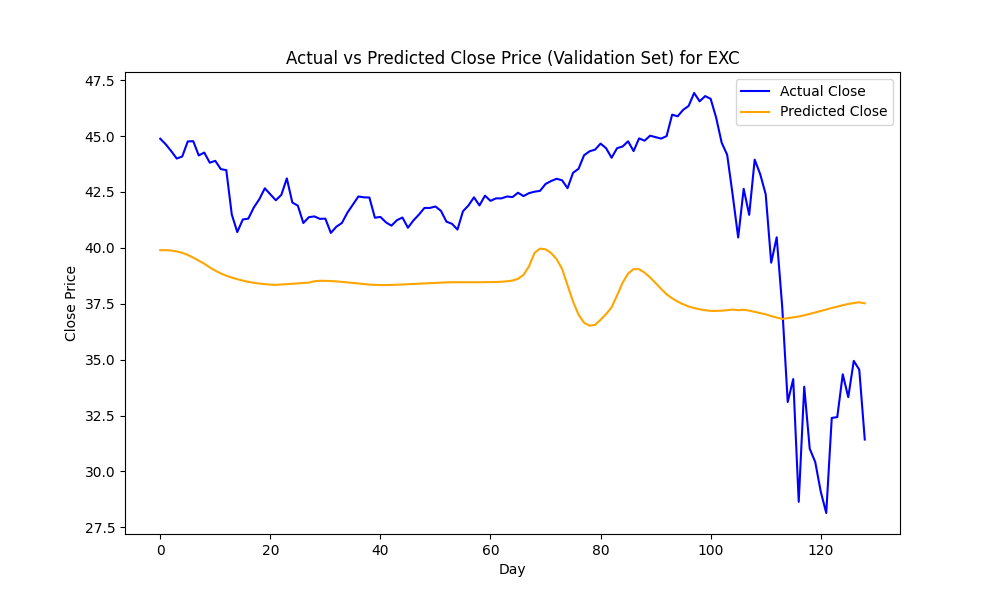 Actual vs Predicted Close Price (Validation Set) for EXC
Actual Close
Predicted Close
Close Price
47.5
45.0
42.5
40.0
37.5
35.0
32.5
30.0
27.5
0 20 40 60 80 100 120
Day